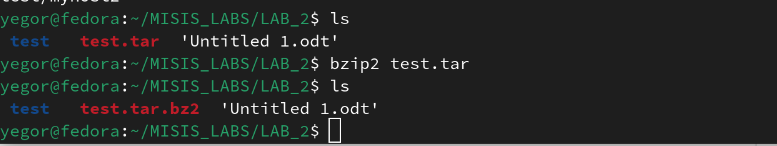 yegor@fedora:~/MISIS_LABS/LAB_2$ ls
test   test.tar  'Untitled 1.odt'
yegor@fedora:~/MISIS_LABS/LAB_2$ bzip2 test.tar
yegor@fedora:~/MISIS_LABS/LAB_2$ ls
test   test.tar.bz2  'Untitled 1.odt'
yegor@fedora:~/MISIS_LABS/LAB_2$